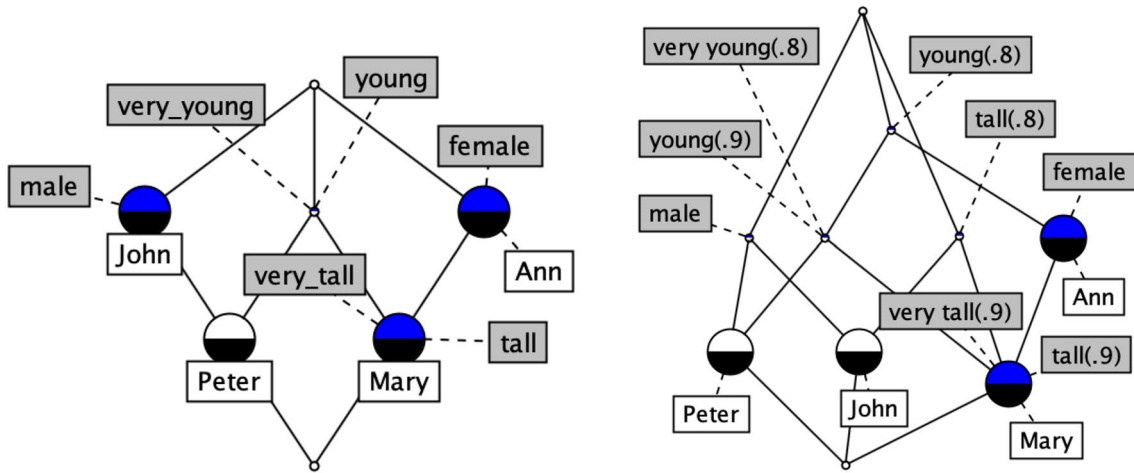 young
very_young
female
male
John
Ann
very_tall
tall
Peter
Mary
very young(.8)
young(.8)
tall(.8)
young(.9)
female
male
Ann
very tall(.9)
tall(.9)
Peter
John
Mary